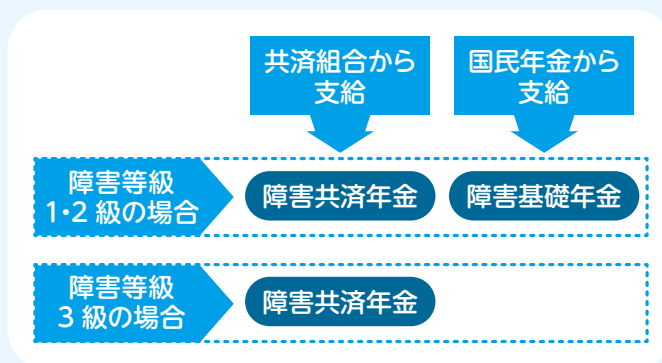 共済組合から
支給
国民年金から
支給
障害等級
1・2 級の場合
障害共済年金
障害基礎年金
障害等級
3 級の場合
障害共済年金